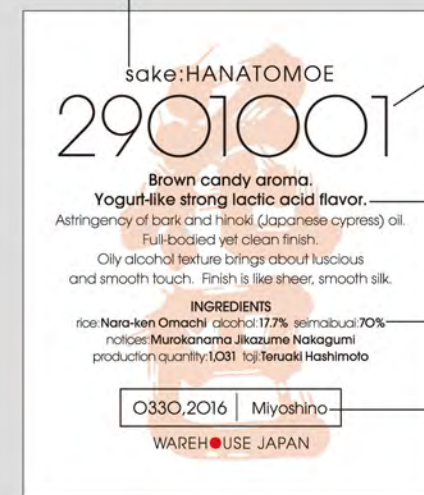 sake:HANATOMOE
2901001
Brown candy aroma.
Yogurt-like strong lactic acid flavor.
Astringency of bark and hinoki (Japanese cypress) oil.
Full-bodied yet clean finish.
Oily alcohol texture brings about luscious
and smooth touch. Finish is like sheer, smooth silk.
INGREDIENTS
rice:Nara-ken Omachi alcohol:17.7% seimaibuai:70%
notices:Murokanama Jikazume Nakagumi
production quantity:1,031 toji:Teruaki Hashimoto
0330,2016 | Miyoshino
WAREHOUSE JAPAN